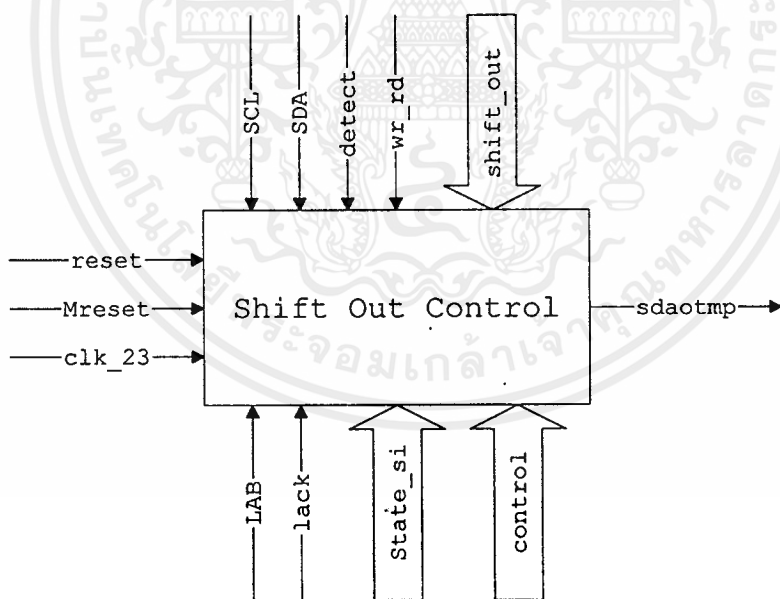 SCL
SDA
detect
wr_rd
shift_out
reset
Mreset
clk_23
Shift Out Control
sdaotmp
LAB
lack
State_si
control